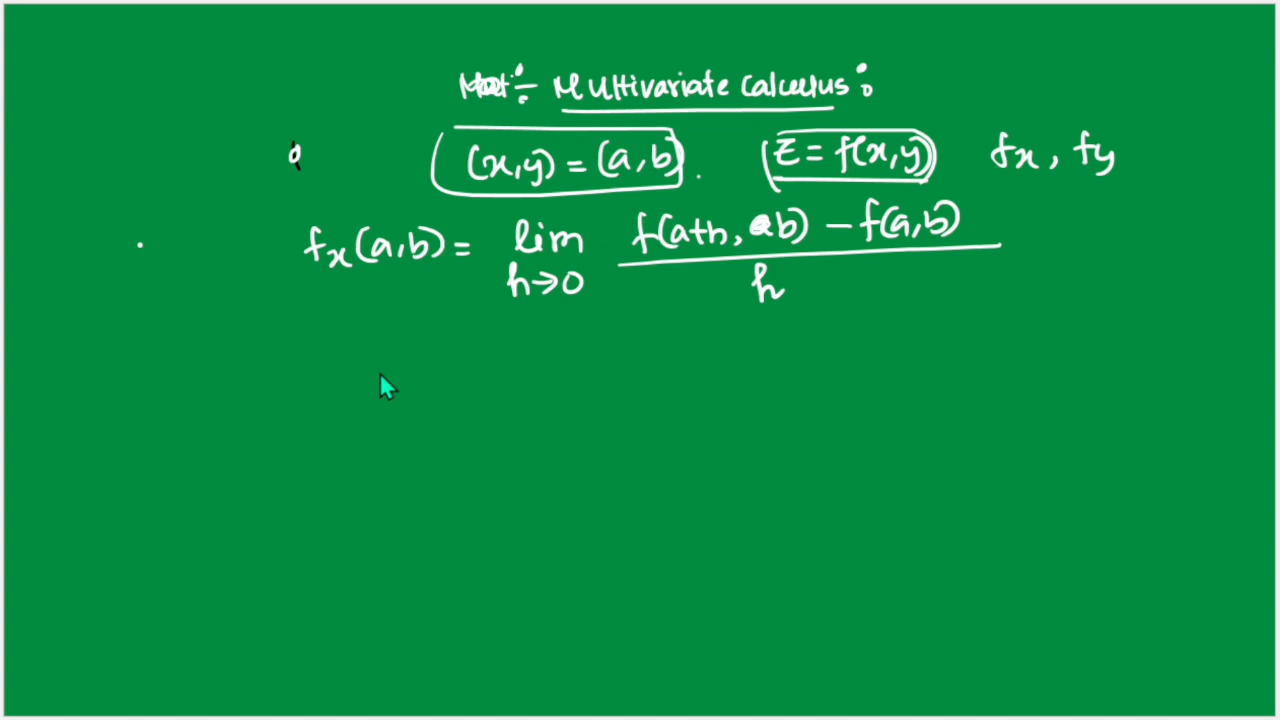 Multivariate Calculus :
(x,y) = (a,b). z = f(x,y) fx, fy
fx(a,b) = lim h→0 f(a+h, b) − f(a,b) / h